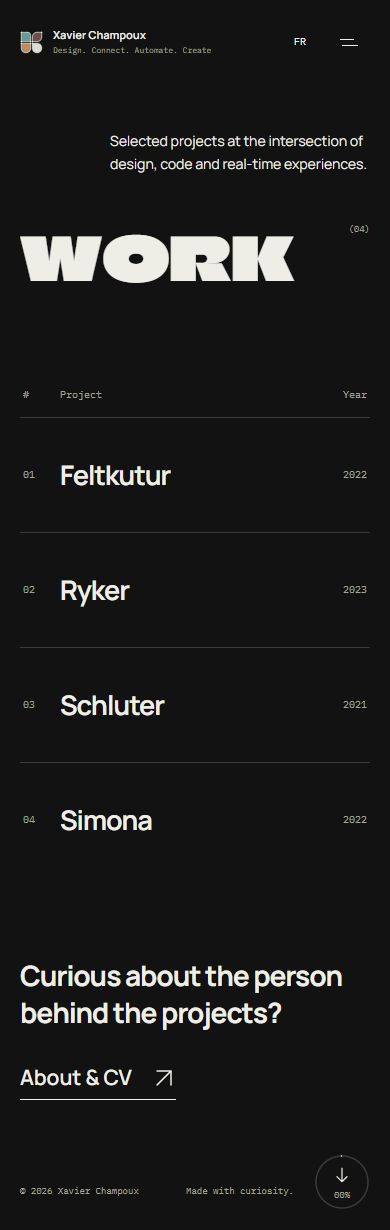 Xavier Champoux
Design. Connect. Automate. Create.
FR
Selected projects at the intersection of
design, code and real-time experiences.
(04)
WORK
# Project Year
01 Feltkutur 2022
02 Ryker 2023
03 Schluter 2021
04 Simona 2022
Curious about the person
behind the projects?
About & CV
© 2026 Xavier Champoux
Made with curiosity.
00%